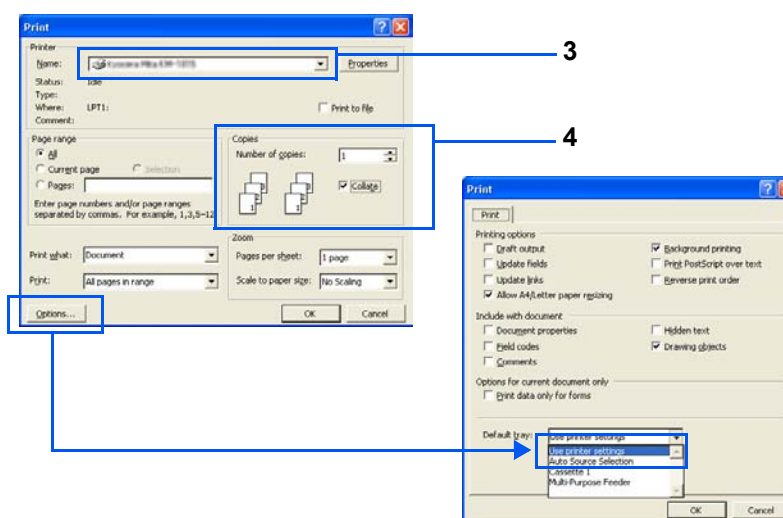 Print
Printer
Name: Kyocera Mita KM-1815
Properties
Status: Idle
Type:
Where: LPT1:
Print to file
Comment:
Page range
All
Current page Selection
Pages:
Enter page numbers and/or page ranges
separated by commas. For example, 1,3,5-12
Copies
Number of copies: 1
Collate
Print what: Document
Print: All pages in range
Zoom
Pages per sheet: 1 page
Scale to paper size: No Scaling
Options...
OK Cancel
3
4
Print
Print
Printing options
Draft output
Update fields
Update links
Allow A4/Letter paper resizing
Background printing
Print PostScript over text
Reverse print order
Include with document
Document properties
Field codes
Comments
Hidden text
Drawing objects
Options for current document only
Print data only for forms
Default tray: Use printer settings
Use printer settings
Auto Source Selection
Cassette 1
Multi-Purpose Feeder
OK Cancel